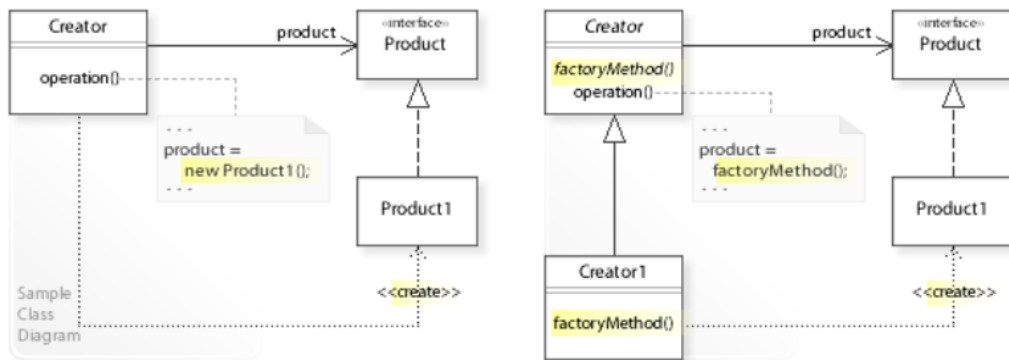 Creator
operation()
product
«interface»
Product
- - -
product =
new Product1();
- - -
Product1
<<create>>
Sample
Class
Diagram
Creator
factoryMethod()
operation()
product
«interface»
Product
- - -
product =
factoryMethod();
- - -
Product1
Creator1
factoryMethod()
<<create>>